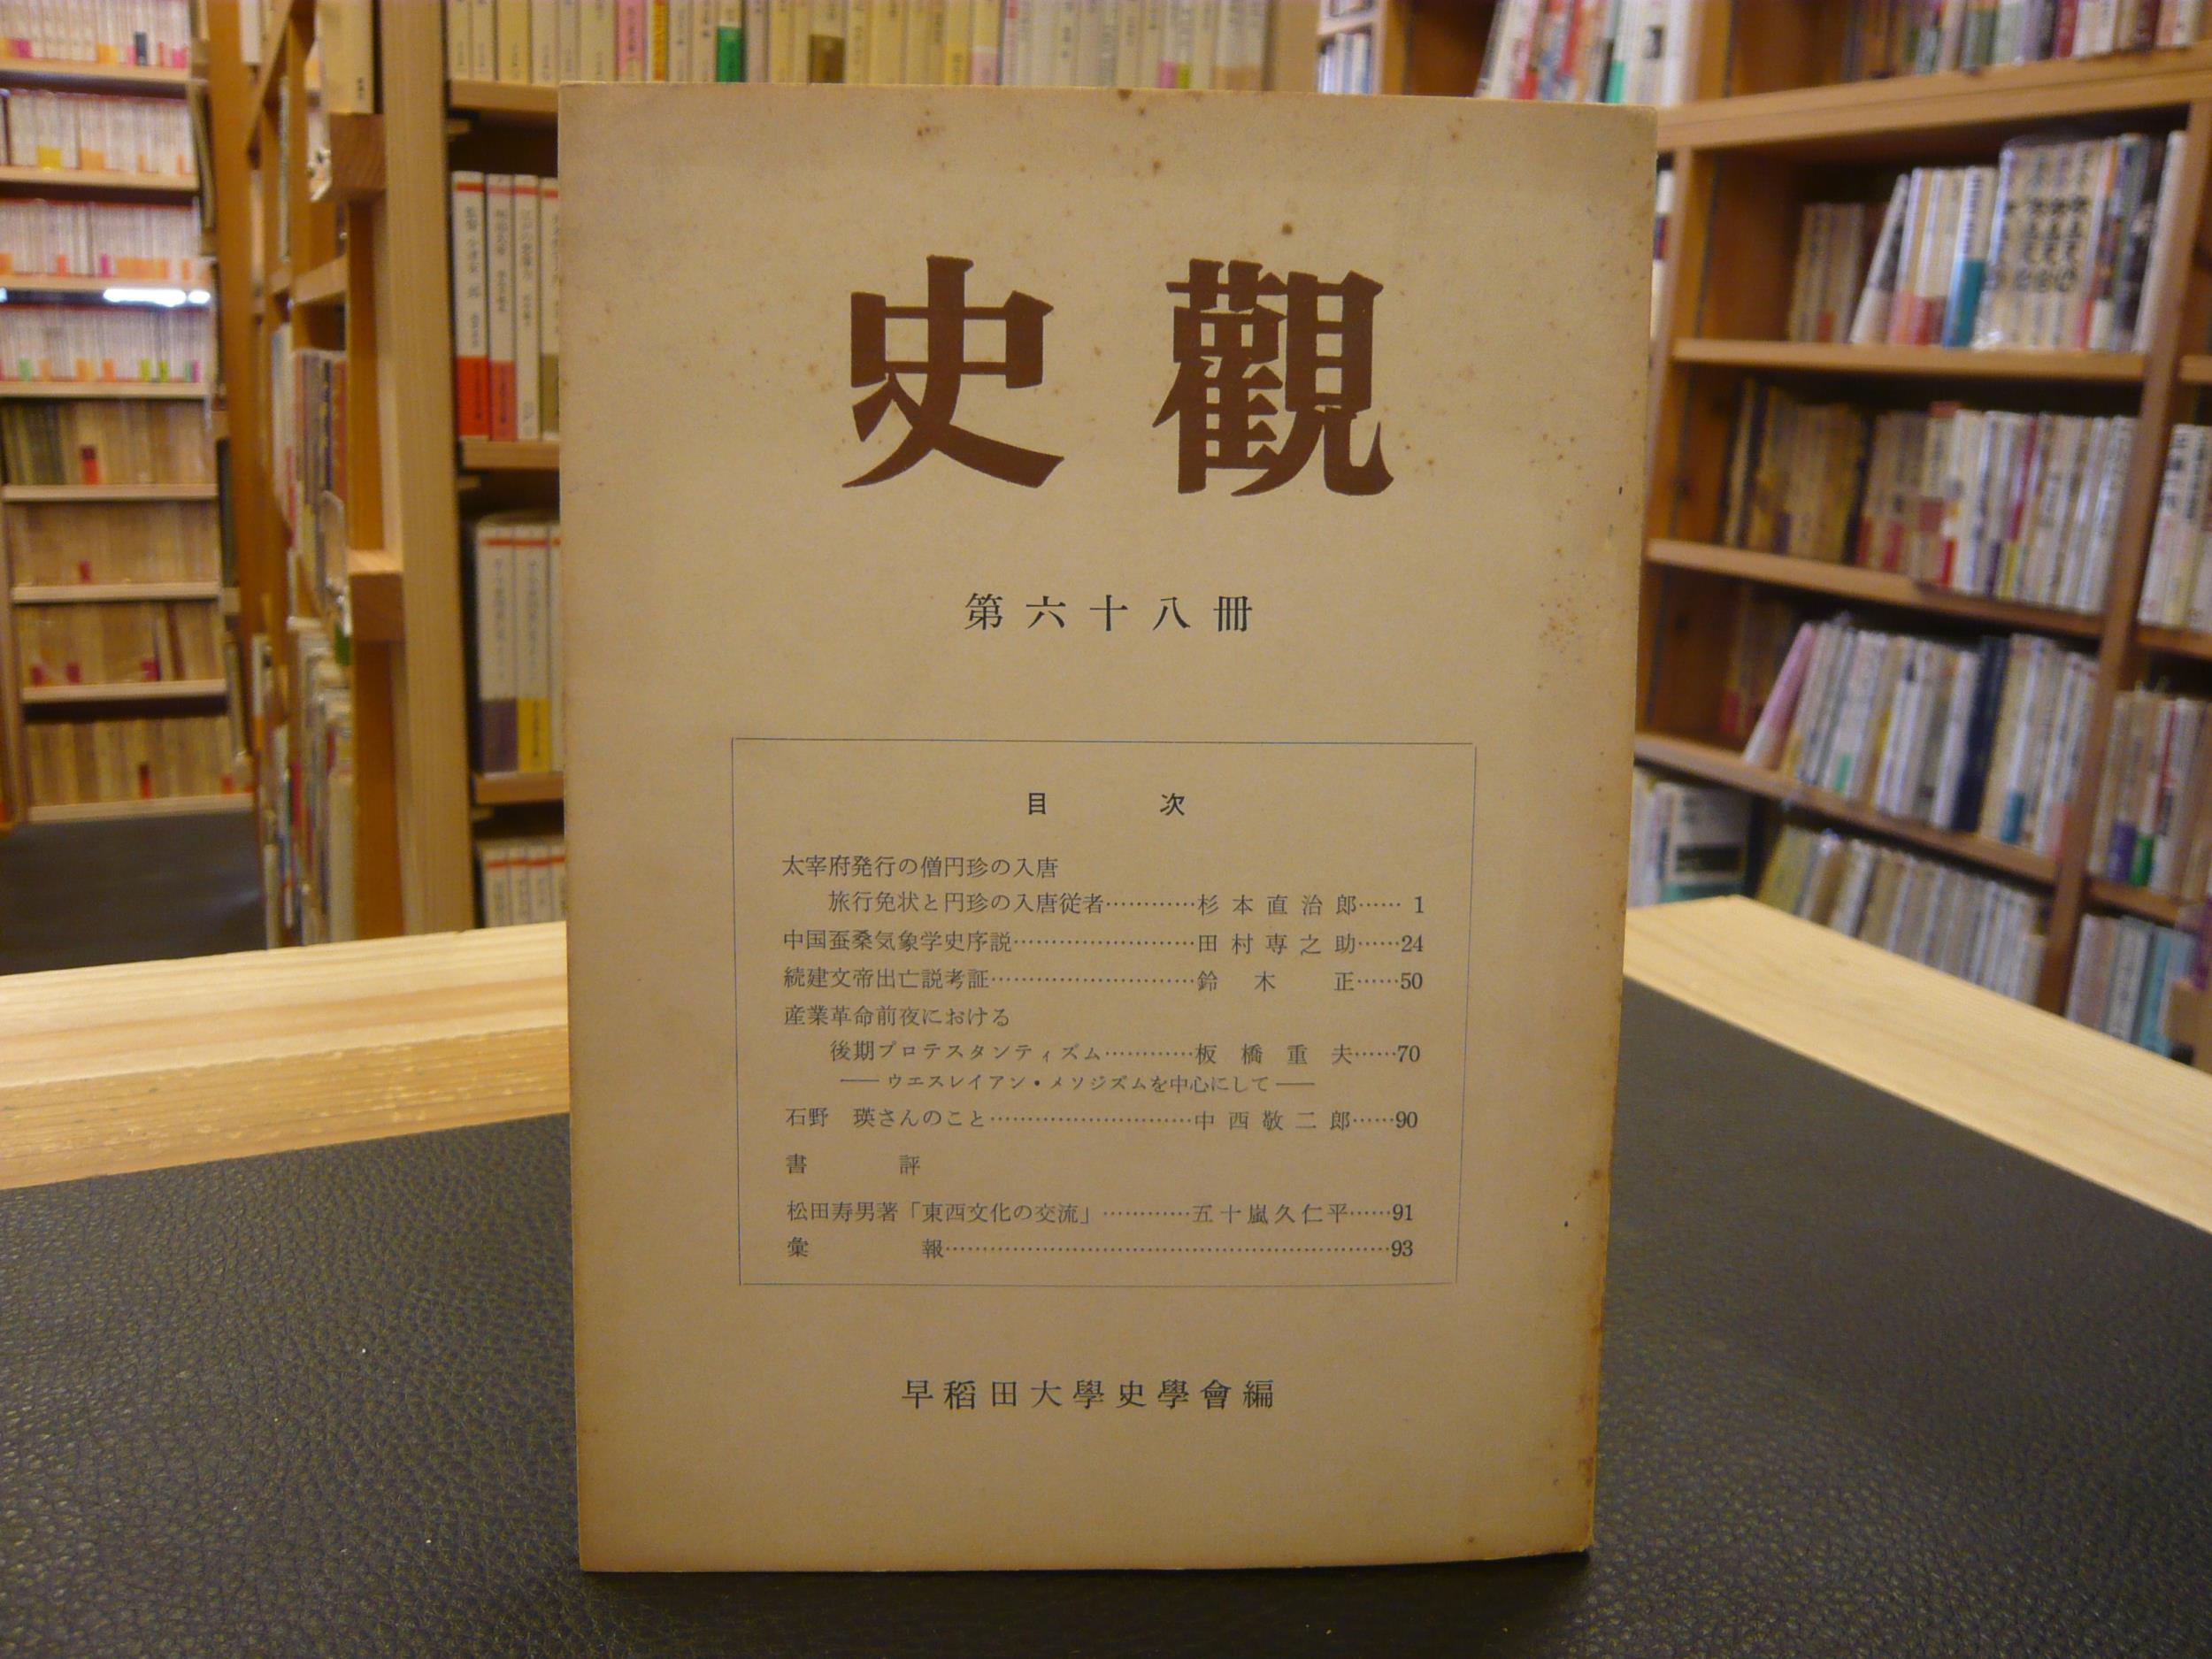 史觀
第六十八冊
目次
太宰府発行の僧円珍の入唐
旅行免状と円珍の入唐従者…………杉本直治郎……1
中国蚕桑気象学史序説……………………田村専之助……24
続建文帝出亡説考証………………………鈴木正……50
産業革命前夜における
後期プロテスタンティズム…………板橋重夫……70
―― ウエスレイアン・メソジズムを中心にして ――
石野 瑛さんのこと………………………中西敬二郎……90
書評
松田寿男著「東西文化の交流」…………五十嵐久仁平……91
彙報……………………………………………………93
早稲田大學史學會編